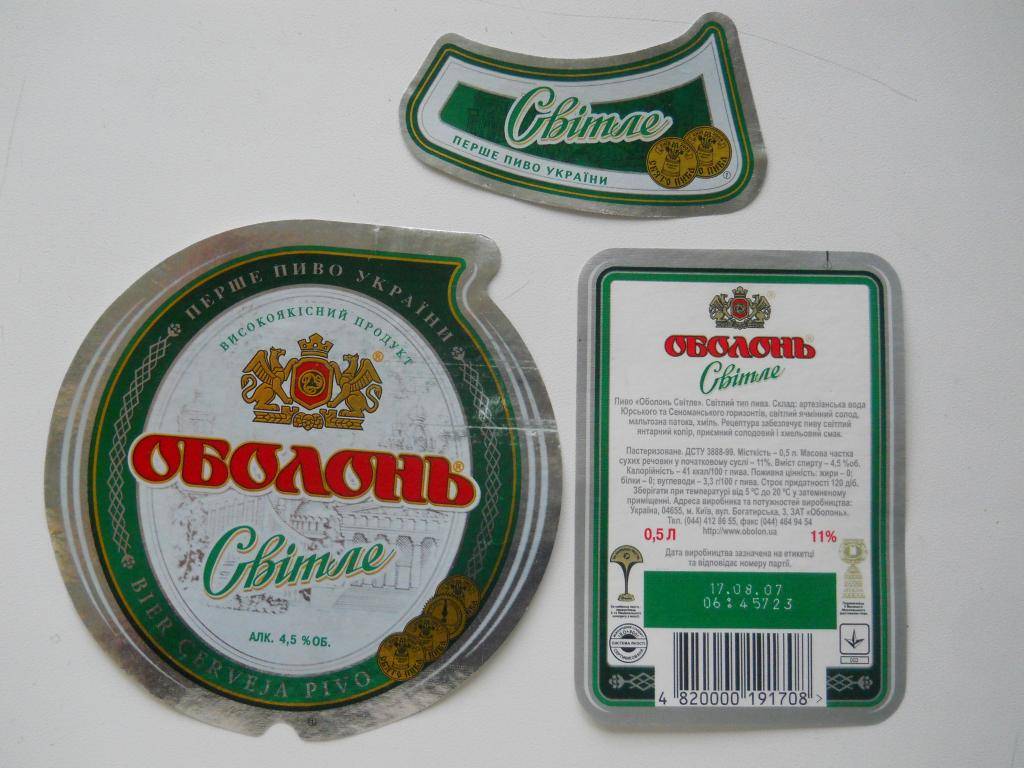 Світле
ПЕРШЕ ПИВО УКРАЇНИ
СВЯТО ПИВА
ПЕРШЕ ПИВО УКРАЇНИ
ВИСОКОЯКІСНИЙ ПРОДУКТ
ОБОЛОНЬ®
Світле
АЛК. 4,5 % ОБ.
BIER CERVEJA PIVO
ОБОЛОНЬ
Світле
Пиво «Оболонь Світле». Світлий тип пива. Склад: артезіанська вода
Юрського та Сеноманського горизонтів, світлий ячмінний солод,
мальтозна патока, хміль. Рецептура забезпечує пиву світлий
янтарний колір, приємний солодовий і хмельовий смак.
Пастеризоване. ДСТУ 3888-99. Місткість – 0,5 л. Масова частка
сухих речовин у початковому суслі – 11%. Вміст спирту – 4,5 %об.
Калорійність – 41 ккал/100 г пива. Поживна цінність: жири – 0;
білки – 0; вуглеводи – 3,3 г/100 г пива. Строк придатності 120 діб.
Зберігати при температурі від 5 ºС до 20 ºС у затемненому
приміщенні. Адреса виробника та потужностей виробництва:
Україна, 04655, м. Київ, вул. Богатирська, 3, ЗАТ «Оболонь».
Тел. (044) 412 86 55, факс (044) 464 94 54
http://www.obolon.ua
0,5 Л
11%
Дата виробництва зазначена на етикетці
та відповідає номеру партії.
17.08.07
06:45723
СИСТЕМА ЯКОСТІ
4 820000 191708 >